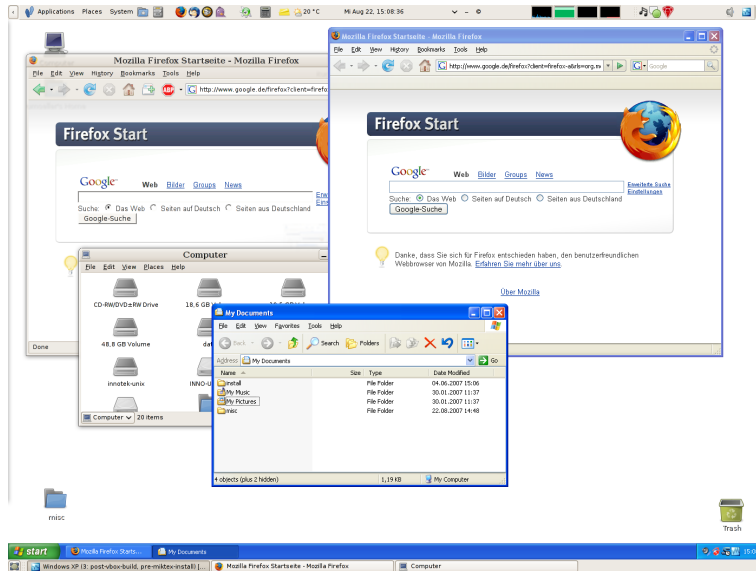 Applications Places System 20 °C Mi Aug 22, 15:08:36
Mozilla Firefox Startseite - Mozilla Firefox
File Edit View History Bookmarks Tools Help
http://www.google.de/firefox?client=firefox-a&rls=org.m
Google
Firefox Start
Google
Web Bilder Groups News
Erweiterte Suche
Einstellungen
Suche: Das Web Seiten auf Deutsch Seiten aus Deutschland
Google-Suche
Danke, dass Sie sich für Firefox entschieden haben, den benutzerfreundlichen
Webbrowser von Mozilla. Erfahren Sie mehr über uns.
Über Mozilla
Mozilla Firefox Startseite - Mozilla Firefox
File Edit View History Bookmarks Tools Help
ABP
http://www.google.de/firefox?client=firefo
Firefox Start
Google
Web Bilder Groups News
Suche: Das Web Seiten auf Deutsch Seiten aus Deutschland
Google-Suche
Done
Computer
File Edit View Places Help
CD-RW/DVD±RW Drive
18,6 GB
48,8 GB Volume
innotek-unix
INNO-U
Computer 20 items
My Documents
File Edit View Favorites Tools Help
Back Search Folders
Address My Documents Go
Name Size Type Date Modified
install File Folder 04.06.2007 15:06
My Music File Folder 30.01.2007 11:37
My Pictures File Folder 30.01.2007 11:37
misc File Folder 22.08.2007 14:48
4 objects (plus 2 hidden) 1,19 KB My Computer
misc
Trash
start Mozilla Firefox Starts... My Documents
Windows XP (3: post-vbox-build, pre-miktex-install) [... Mozilla Firefox Startseite - Mozilla Firefox Computer